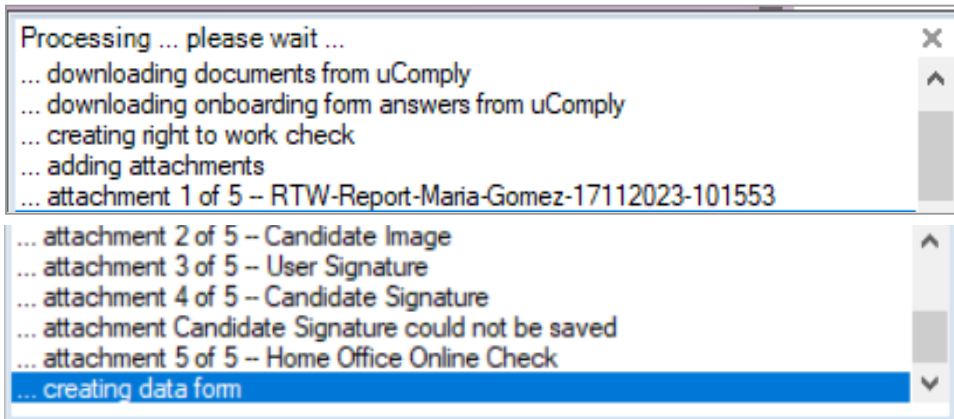 Processing ... please wait ...
... downloading documents from uComply
... downloading onboarding form answers from uComply
... creating right to work check
... adding attachments
... attachment 1 of 5 -- RTW-Report-Maria-Gomez-17112023-101553
... attachment 2 of 5 -- Candidate Image
... attachment 3 of 5 -- User Signature
... attachment 4 of 5 -- Candidate Signature
... attachment Candidate Signature could not be saved
... attachment 5 of 5 -- Home Office Online Check
... creating data form